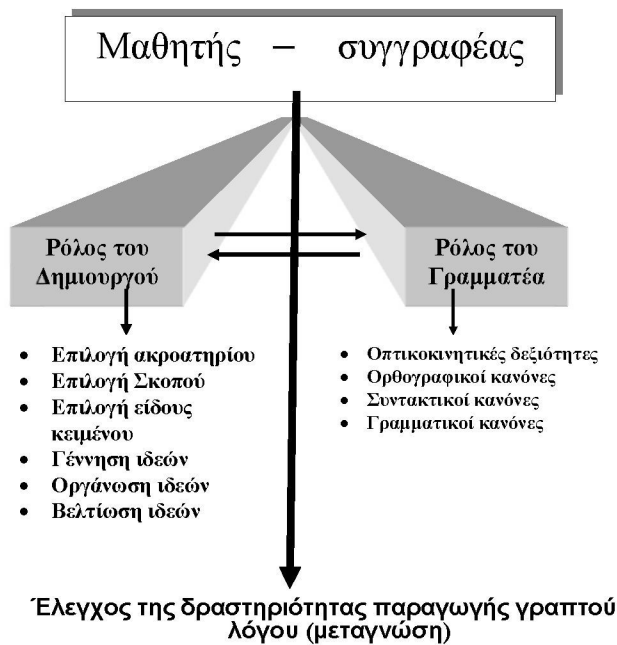 Μαθητής – συγγραφέας
Ρόλος του
Δημιουργού
Ρόλος του
Γραμματέα
• Επιλογή ακροατηρίου
• Επιλογή Σκοπού
• Επιλογή είδους
κειμένου
• Γέννηση ιδεών
• Οργάνωση ιδεών
• Βελτίωση ιδεών
• Οπτικοκινητικές δεξιότητες
• Ορθογραφικοί κανόνες
• Συντακτικοί κανόνες
• Γραμματικοί κανόνες
Έλεγχος της δραστηριότητας παραγωγής γραπτού
λόγου (μεταγνώση)